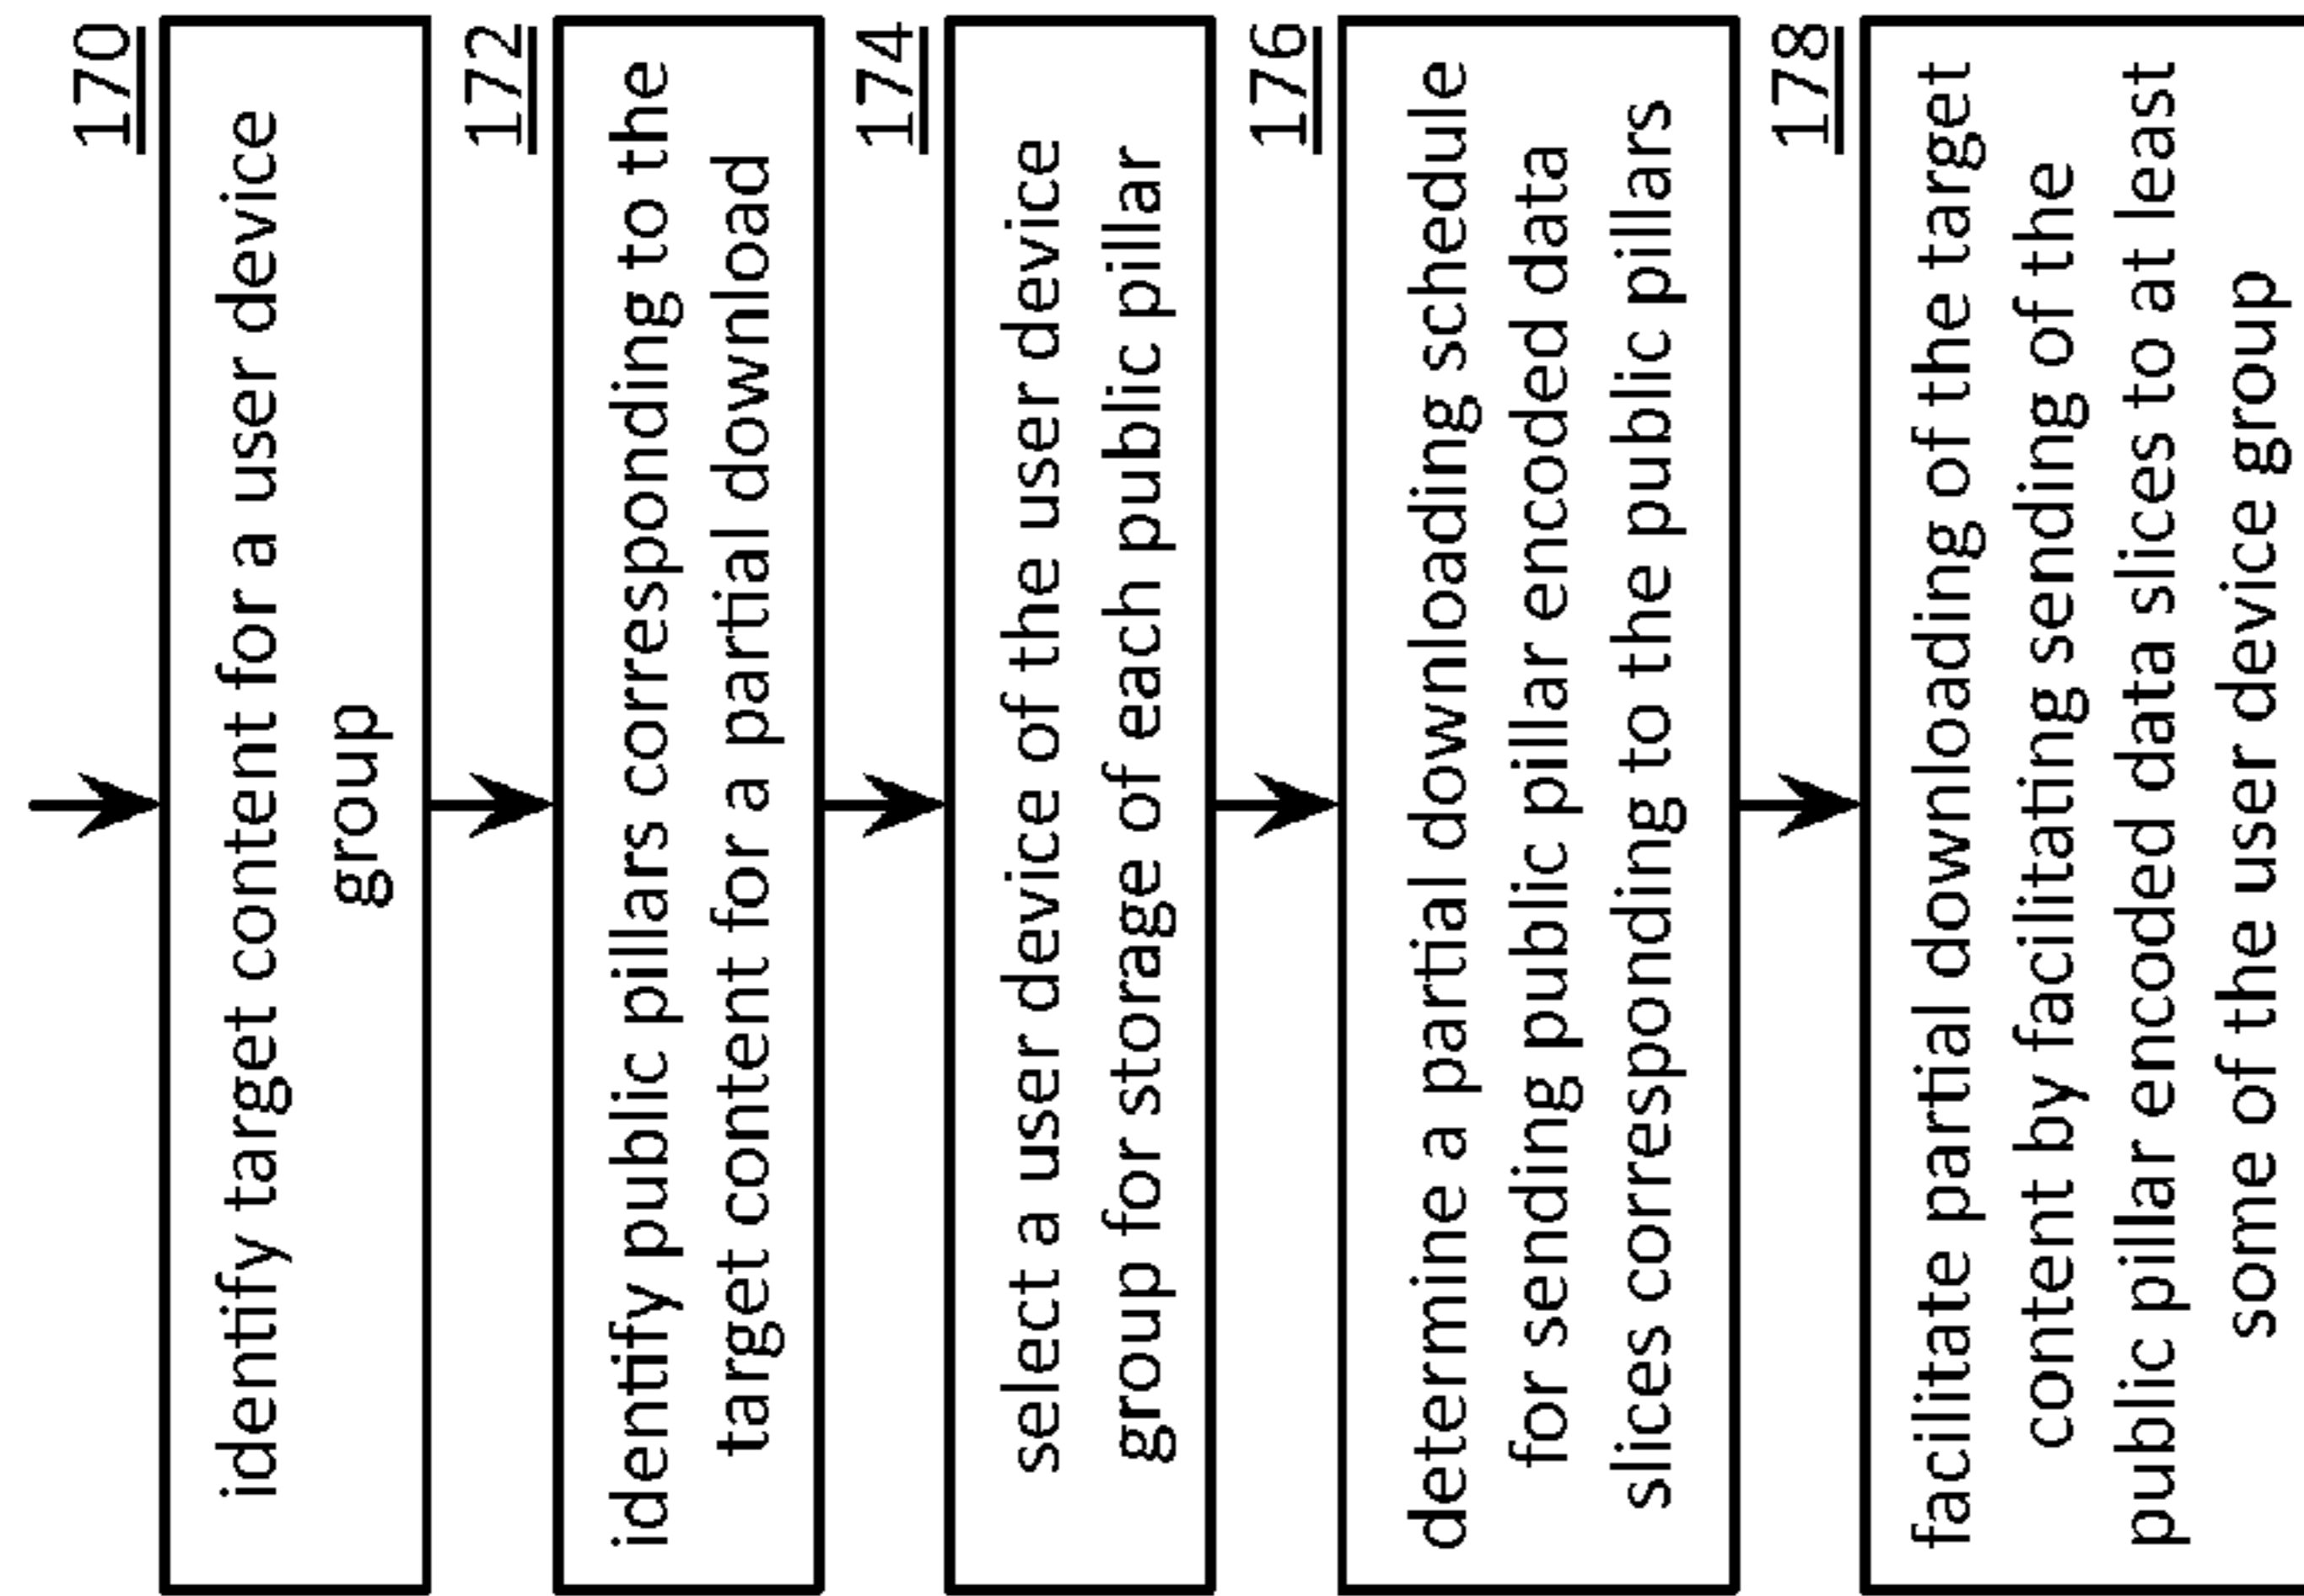 170
identify target content for a user device
group
172
identify public pillars corresponding to the
target content for a partial download
174
select a user device of the user device
group for storage of each public pillar
176
determine a partial downloading schedule
for sending public pillar encoded data
slices corresponding to the public pillars
178
facilitate partial downloading of the target
content by facilitating sending of the
public pillar encoded data slices to at least
some of the user device group